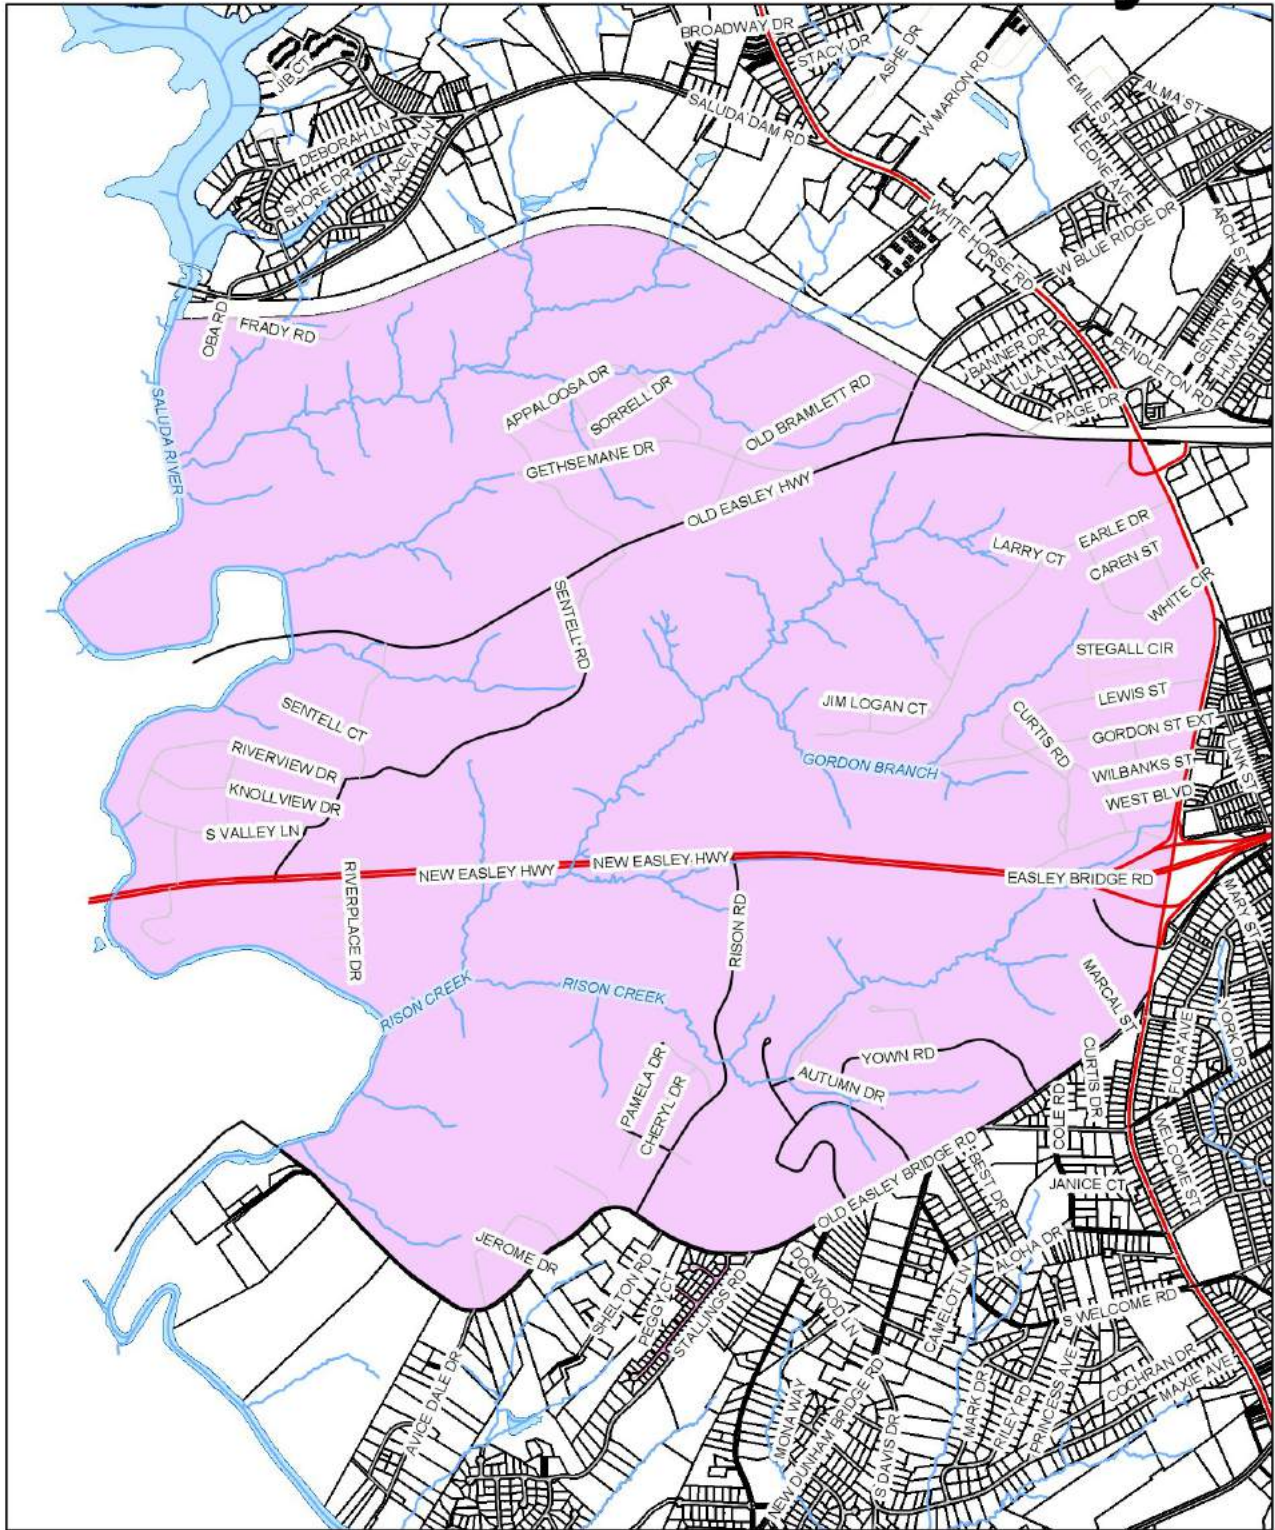 BROADWAY DR
STACY DR
ASHE DR
W MARION RD
EMILE ST
ALMA ST
JIB CT
SALUDA DAM RD
LEONE AVE
DEBORAH LN
MAXEVA LN
SHORE DR
WHITE HORSE RD
W BLUE RIDGE DR
ARCH ST
OBA RD
FRADY RD
BANNER DR
LULA LN
PENDLETON RD
GENTRY ST
HUNT ST
SALUDA RIVER
APPALOOSA DR
SORRELL DR
OLD BRAMLETT RD
PAGE DR
GETHSEMANE DR
OLD EASLEY HWY
LARRY CT
EARLE DR
CAREN ST
WHITE CIR
SENTELL RD
STEGALL CIR
SENTELL CT
JIM LOGAN CT
LEWIS ST
CURTIS RD
GORDON ST EXT
LINK ST
RIVERVIEW DR
GORDON BRANCH
WILBANKS ST
KNOLLVIEW DR
WEST BLVD
S VALLEY LN
NEW EASLEY HWY
NEW EASLEY HWY
EASLEY BRIDGE RD
RIVERPLACE DR
RISON RD
MARY ST
RISON CREEK
RISON CREEK
MARCAL ST
YORK DR
FLORA AVE
YOWN RD
AUTUMN DR
PAMELA DR
CHERYL DR
CURTIS DR
COLE RD
WELCOME ST
OLD EASLEY BRIDGE RD
BEST DR
JANICE CT
JEROME DR
SHELTON RD
PEGGY CT
STALLINGS RD
DOGWOOD LN
CAMELOT LN
ALOHA DR
S WELCOME RD
AVICE DALE DR
MONA WAY
NEW DUNHAM BRIDGE RD
S DAVIS DR
MARK DR
RILEY RD
PRINCESS AVE
COCHRAN DR
MAXIE AVE